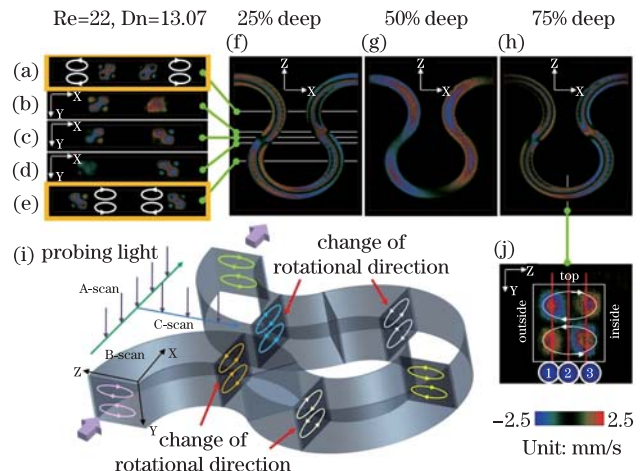 Re=22, Dn=13.07
25% deep
50% deep
75% deep
(a)
(b)
(c)
(d)
(e)
(f)
(g)
(h)
X
Y
X
Y
X
Y
Z
X
Z
X
Z
X
(i)
probing light
A-scan
C-scan
B-scan
X
Z
Y
change of
rotational direction
change of
rotational direction
(j)
Z
Y
top
outside
inside
1 2 3
−2.5 2.5
Unit: mm/s